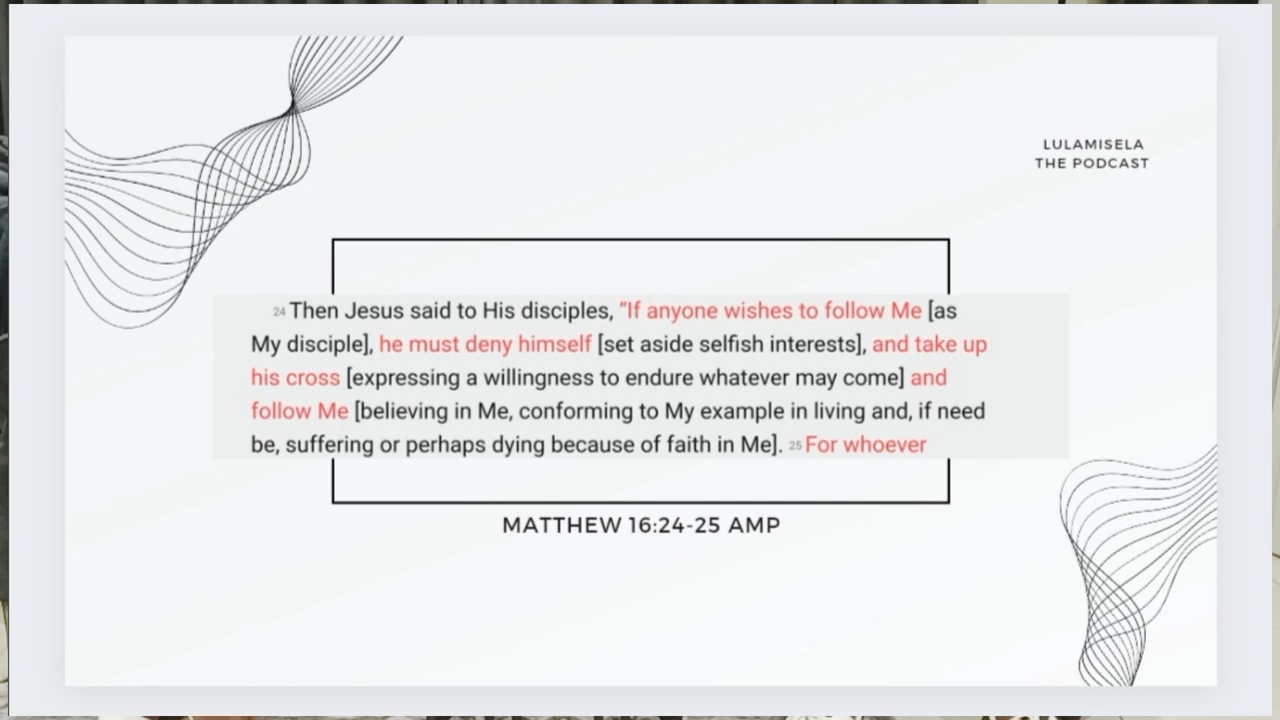 LULAMISELA
THE PODCAST
24 Then Jesus said to His disciples, “If anyone wishes to follow Me [as
My disciple], he must deny himself [set aside selfish interests], and take up
his cross [expressing a willingness to endure whatever may come] and
follow Me [believing in Me, conforming to My example in living and, if need
be, suffering or perhaps dying because of faith in Me]. 25 For whoever
MATTHEW 16:24-25 AMP